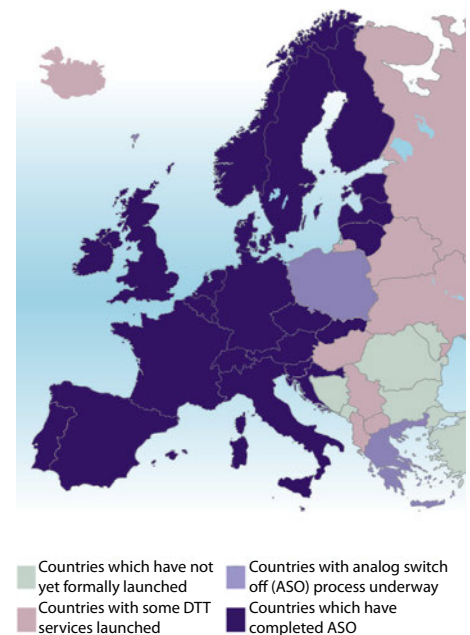 Countries which have not
yet formally launched
Countries with some DTT
services launched
Countries with analog switch
off (ASO) process underway
Countries which have
completed ASO